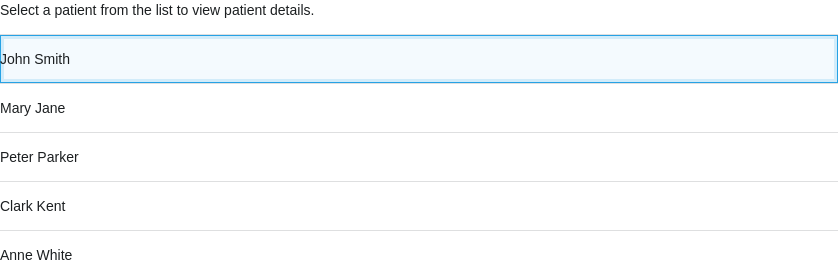 Select a patient from the list to view patient details.
John Smith
Mary Jane
Peter Parker
Clark Kent
Anne White